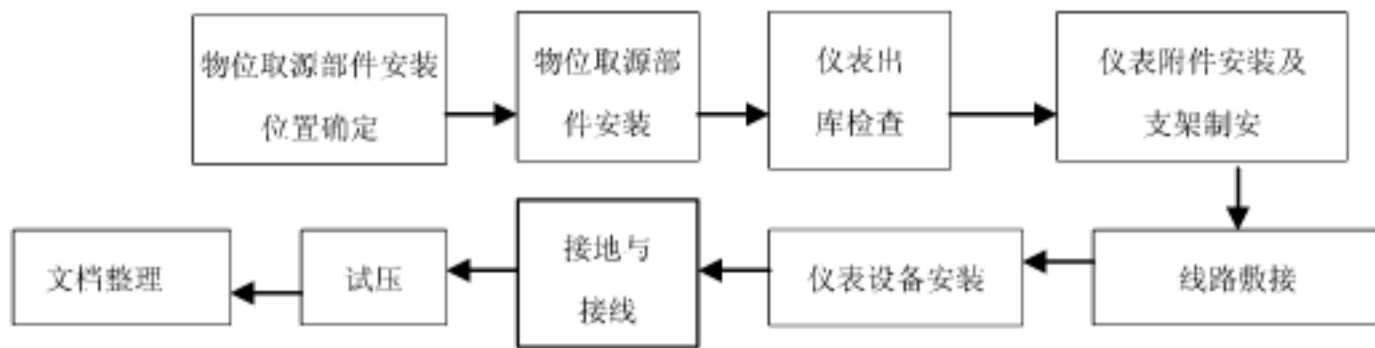 物位取源部件安装
位置确定
物位取源部
件安装
仪表出
库检查
仪表附件安装及
支架制安
线路敷接
仪表设备安装
接地与
接线
试压
文档整理